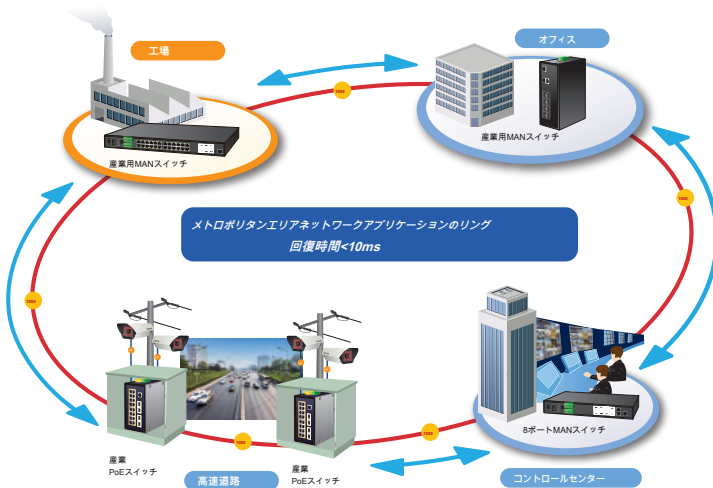 工場
オフィス
産業用MANスイッチ
産業用MANスイッチ
1000
1000
メトロポリタンエリアネットワークアプリケーションのリング
回復時間<10ms
1000
8ポートMANスイッチ
1000
1000
産業
PoEスイッチ
高速道路
産業
PoEスイッチ
コントロールセンター